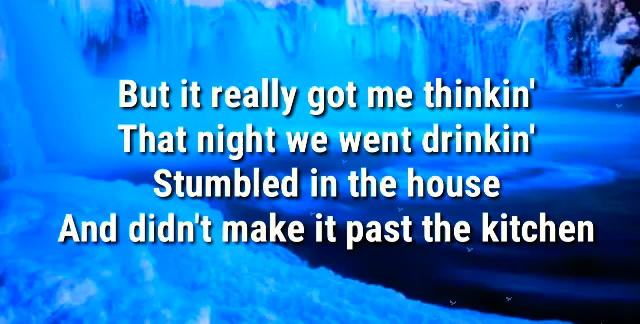 But it really got me thinkin'
That night we went drinkin'
Stumbled in the house
And didn't make it past the kitchen